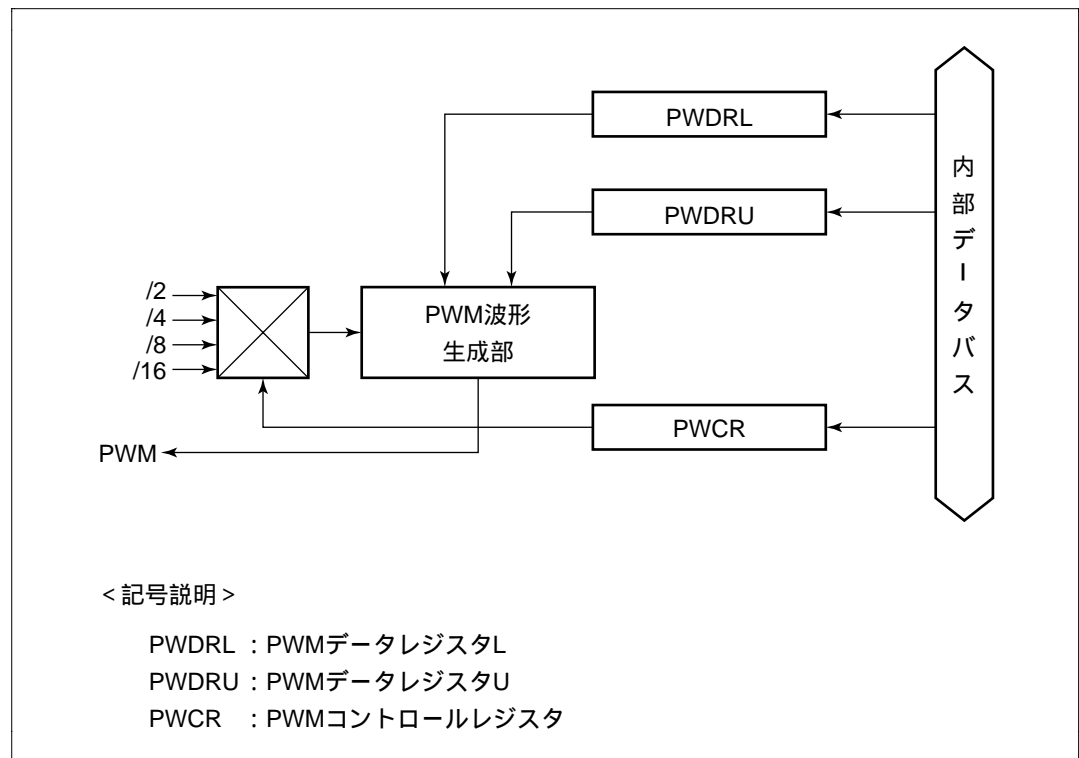 PWDRL
PWDRU
PWM波形
生成部
/2
/4
/8
/16
PWCR
PWM
内部データバス
<記号説明>
PWDRL :PWMデータレジスタL
PWDRU :PWMデータレジスタU
PWCR :PWMコントロールレジスタ